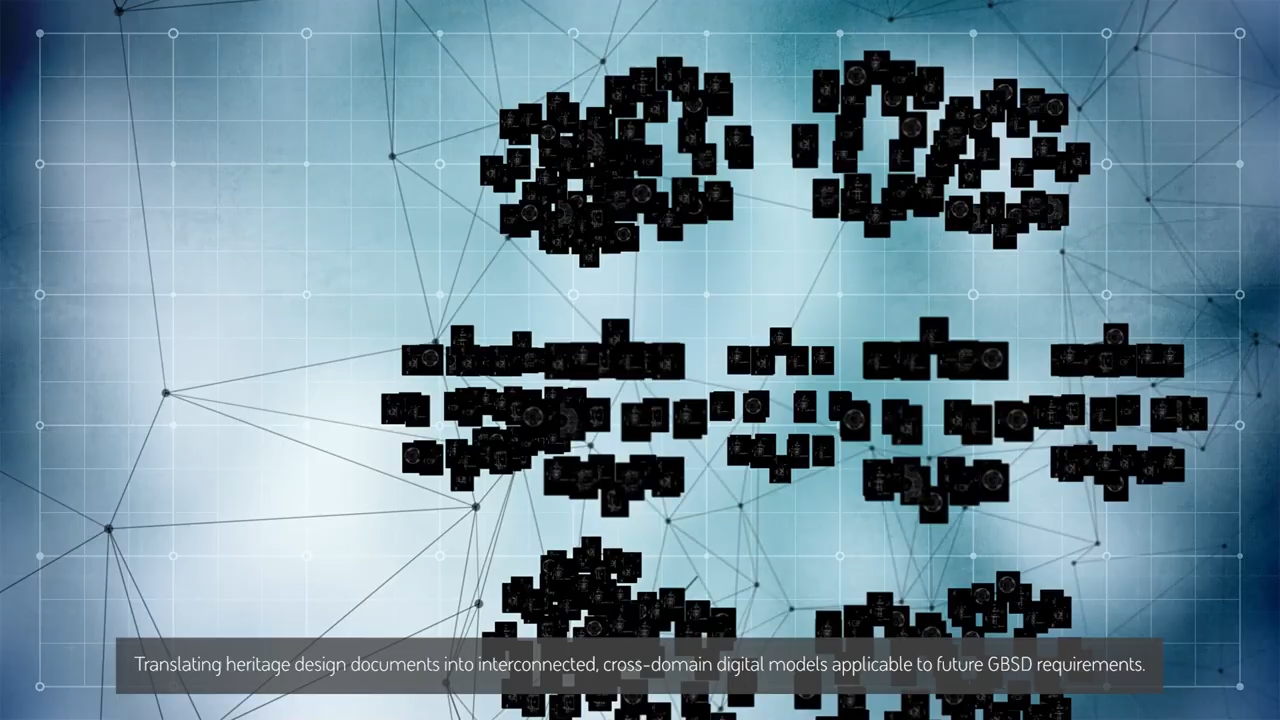 Translating heritage design documents into interconnected, cross-domain digital models applicable to future GBSD requirements.